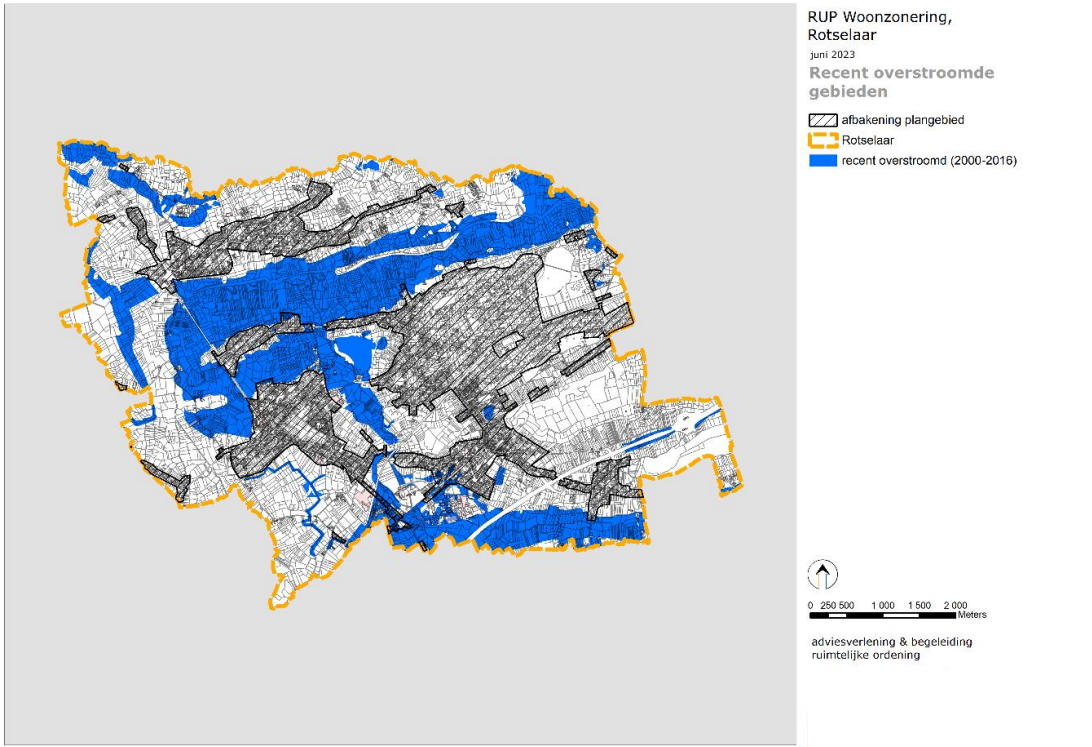 RUP Woonzonering,
Rotselaar
juni 2023
Recent overstroomde
gebieden
afbakening plangebied
Rotselaar
recent overstroomd (2000-2016)
0 250 500 1 000 1 500 2 000
Meters
adviesverlening & begeleiding
ruimtelijke ordening